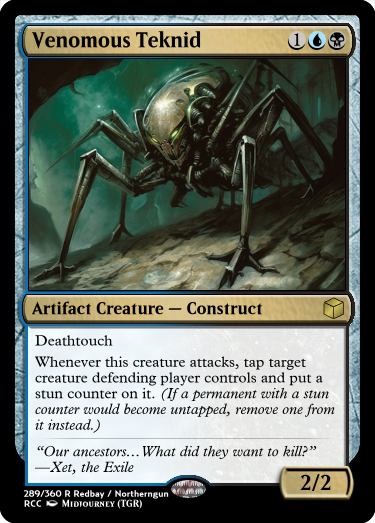 Venomous Teknid 1
Artifact Creature — Construct
Deathtouch
Whenever this creature attacks, tap target
creature defending player controls and put a
stun counter on it. (If a permanent with a stun
counter would become untapped, remove one from
it instead.)
“Our ancestors…What did they want to kill?”
—Xet, the Exile
2/2
289/360 R Redbay / Northerngun
RCC Midjourney (TGR)